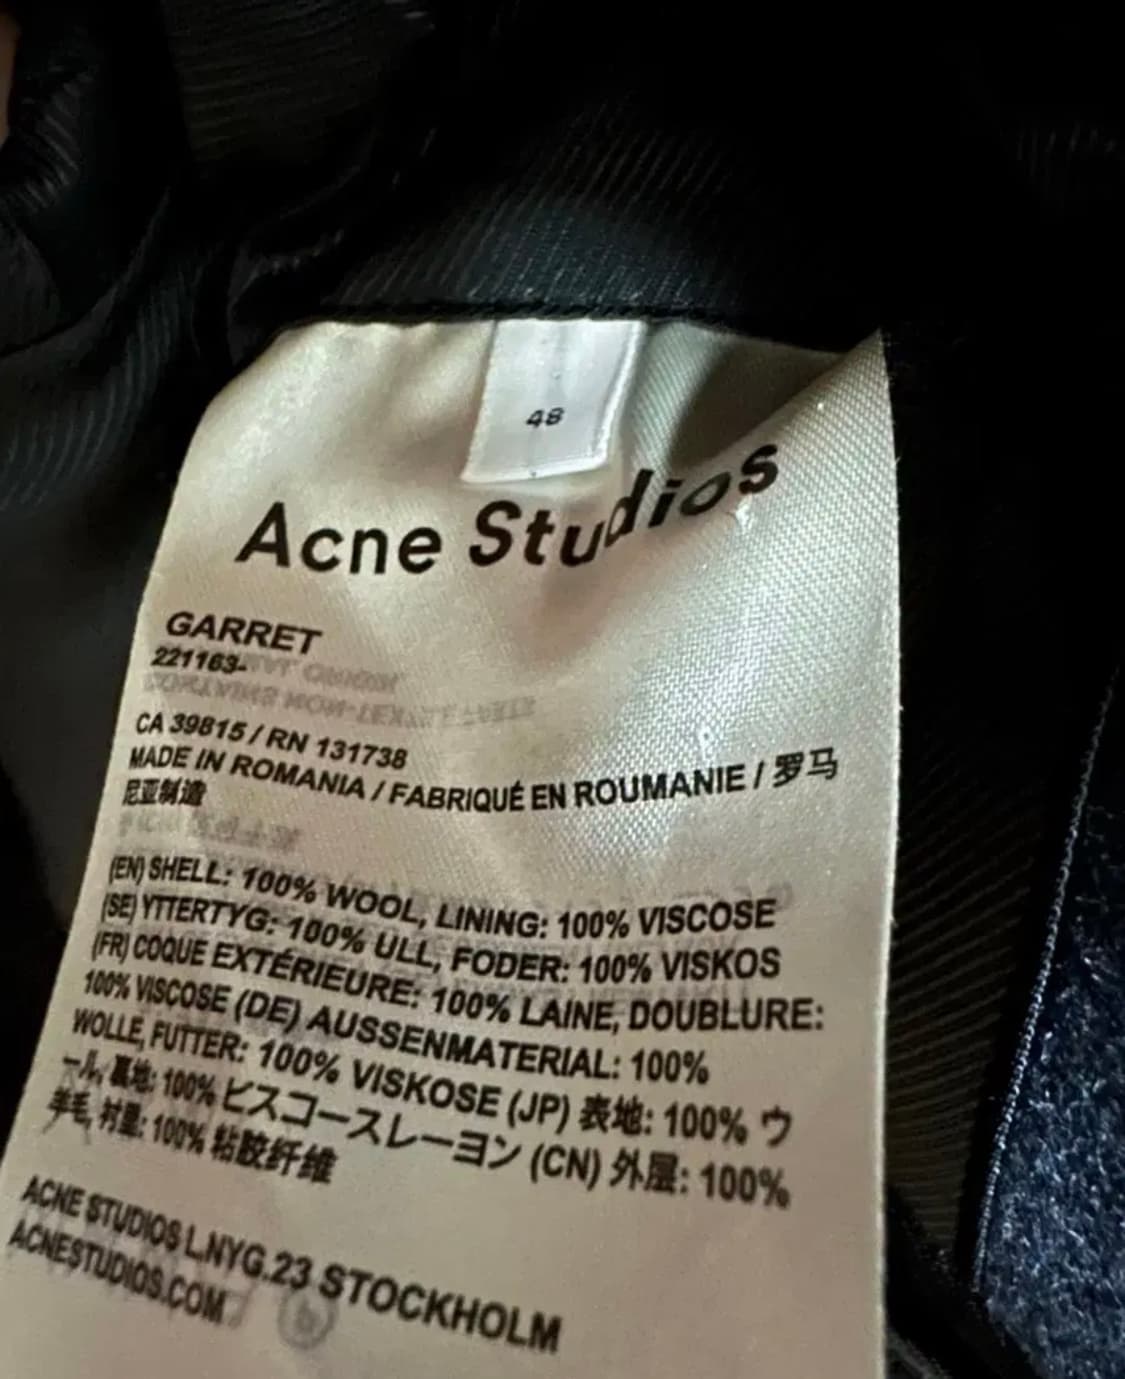 48
Acne Studios
GARRET
221163-
CA 39815 / RN 131738
MADE IN ROMANIA / FABRIQUÉ EN ROUMANIE / 罗马
尼亚制造
(EN) SHELL: 100% WOOL, LINING: 100% VISCOSE
(SE) YTTERTYG: 100% ULL, FODER: 100% VISKOS
(FR) COQUE EXTÉRIEURE: 100% LAINE, DOUBLURE:
100% VISCOSE (DE) AUSSENMATERIAL: 100%
WOLLE, FUTTER: 100% VISKOSE (JP) 表地: 100% ウ
ール, 裏地: 100% ビスコースレーヨン (CN) 外层: 100%
羊毛, 衬里: 100% 粘胶纤维
ACNE STUDIOS L.NYG.23 STOCKHOLM
ACNESTUDIOS.COM